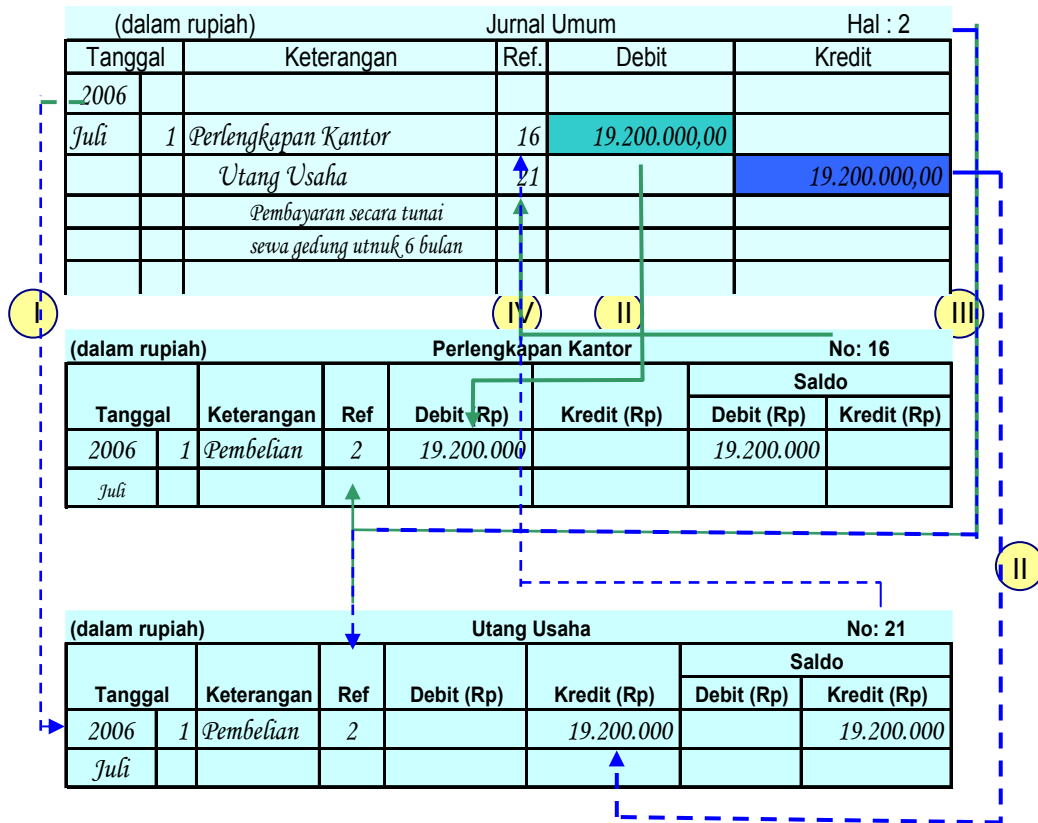 (dalam rupiah) Jurnal Umum Hal : 2
Tanggal Keterangan Ref. Debit Kredit
2006
Juli 1 Perlengkapan Kantor 16 19.200.000,00
Utang Usaha 21 19.200.000,00
Pembayaran secara tunai
sewa gedung utnuk 6 bulan
I IV II III
(dalam rupiah) Perlengkapan Kantor No: 16
Saldo
Tanggal Keterangan Ref Debit (Rp) Kredit (Rp) Debit (Rp) Kredit (Rp)
2006 1 Pembelian 2 19.200.000 19.200.000
Juli
II
(dalam rupiah) Utang Usaha No: 21
Saldo
Tanggal Keterangan Ref Debit (Rp) Kredit (Rp) Debit (Rp) Kredit (Rp)
2006 1 Pembelian 2 19.200.000 19.200.000
Juli